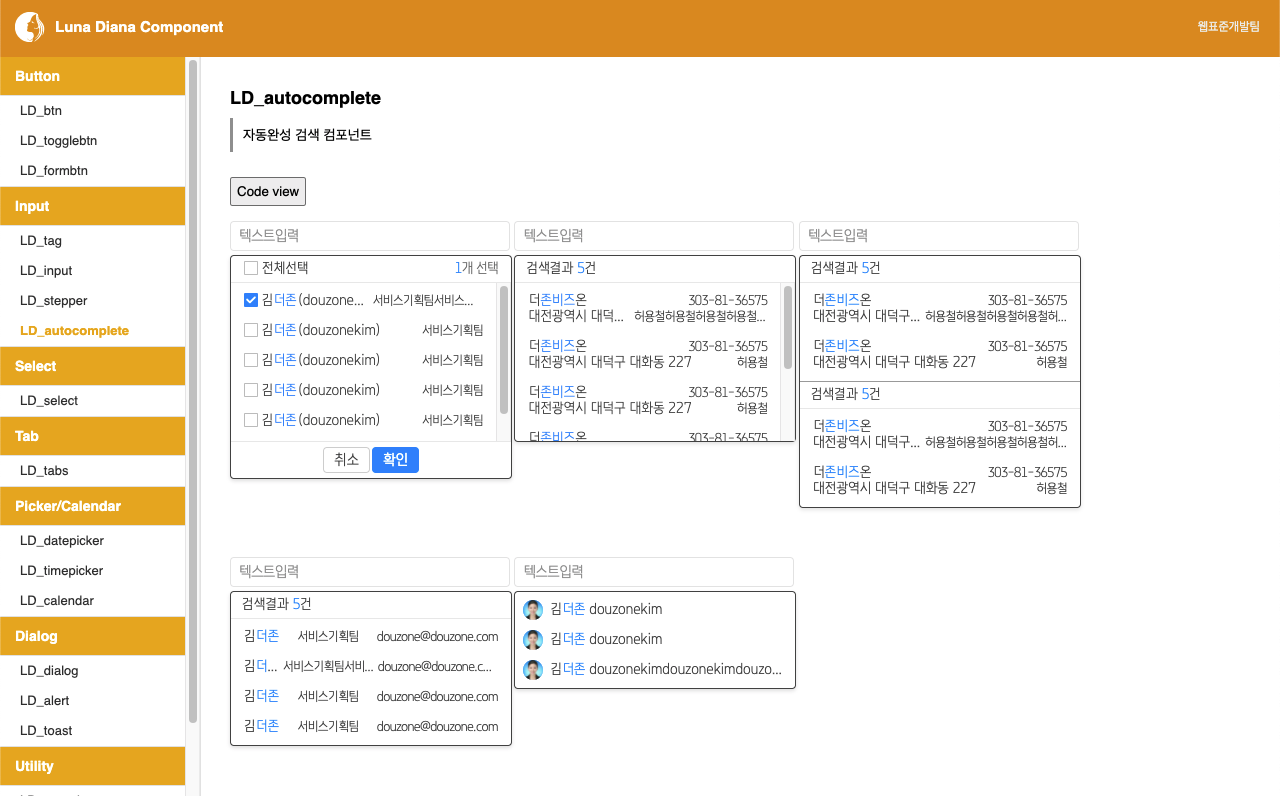 Luna Diana Component
웹표준개발팀
Button
LD_btn
LD_togglebtn
LD_formbtn
Input
LD_tag
LD_input
LD_stepper
LD_autocomplete
Select
LD_select
Tab
LD_tabs
Picker/Calendar
LD_datepicker
LD_timepicker
LD_calendar
Dialog
LD_dialog
LD_alert
LD_toast
Utility
LD_autocomplete
자동완성 검색 컴포넌트
Code view
텍스트입력
전체선택 1개 선택
김더존(douzone... 서비스기획팀서비스...
김더존(douzonekim) 서비스기획팀
김더존(douzonekim) 서비스기획팀
김더존(douzonekim) 서비스기획팀
김더존(douzonekim) 서비스기획팀
취소 확인
텍스트입력
검색결과 5건
더존비즈온 303-81-36575
대전광역시 대덕... 허용철허용철허용철허용철...
더존비즈온 303-81-36575
대전광역시 대덕구 대화동 227 허용철
더존비즈온 303-81-36575
대전광역시 대덕구 대화동 227 허용철
더존비즈온 303-81-36575
텍스트입력
검색결과 5건
더존비즈온 303-81-36575
대전광역시 대덕구... 허용철허용철허용철허용철허...
더존비즈온 303-81-36575
대전광역시 대덕구 대화동 227 허용철
검색결과 5건
더존비즈온 303-81-36575
대전광역시 대덕구... 허용철허용철허용철허용철허...
더존비즈온 303-81-36575
대전광역시 대덕구 대화동 227 허용철
텍스트입력
검색결과 5건
김더존 서비스기획팀 douzone@douzone.com
김더... 서비스기획팀서비... douzone@douzone.c...
김더존 서비스기획팀 douzone@douzone.com
김더존 서비스기획팀 douzone@douzone.com
텍스트입력
김더존 douzonekim
김더존 douzonekim
김더존 douzonekimdouzonekimdouzo...